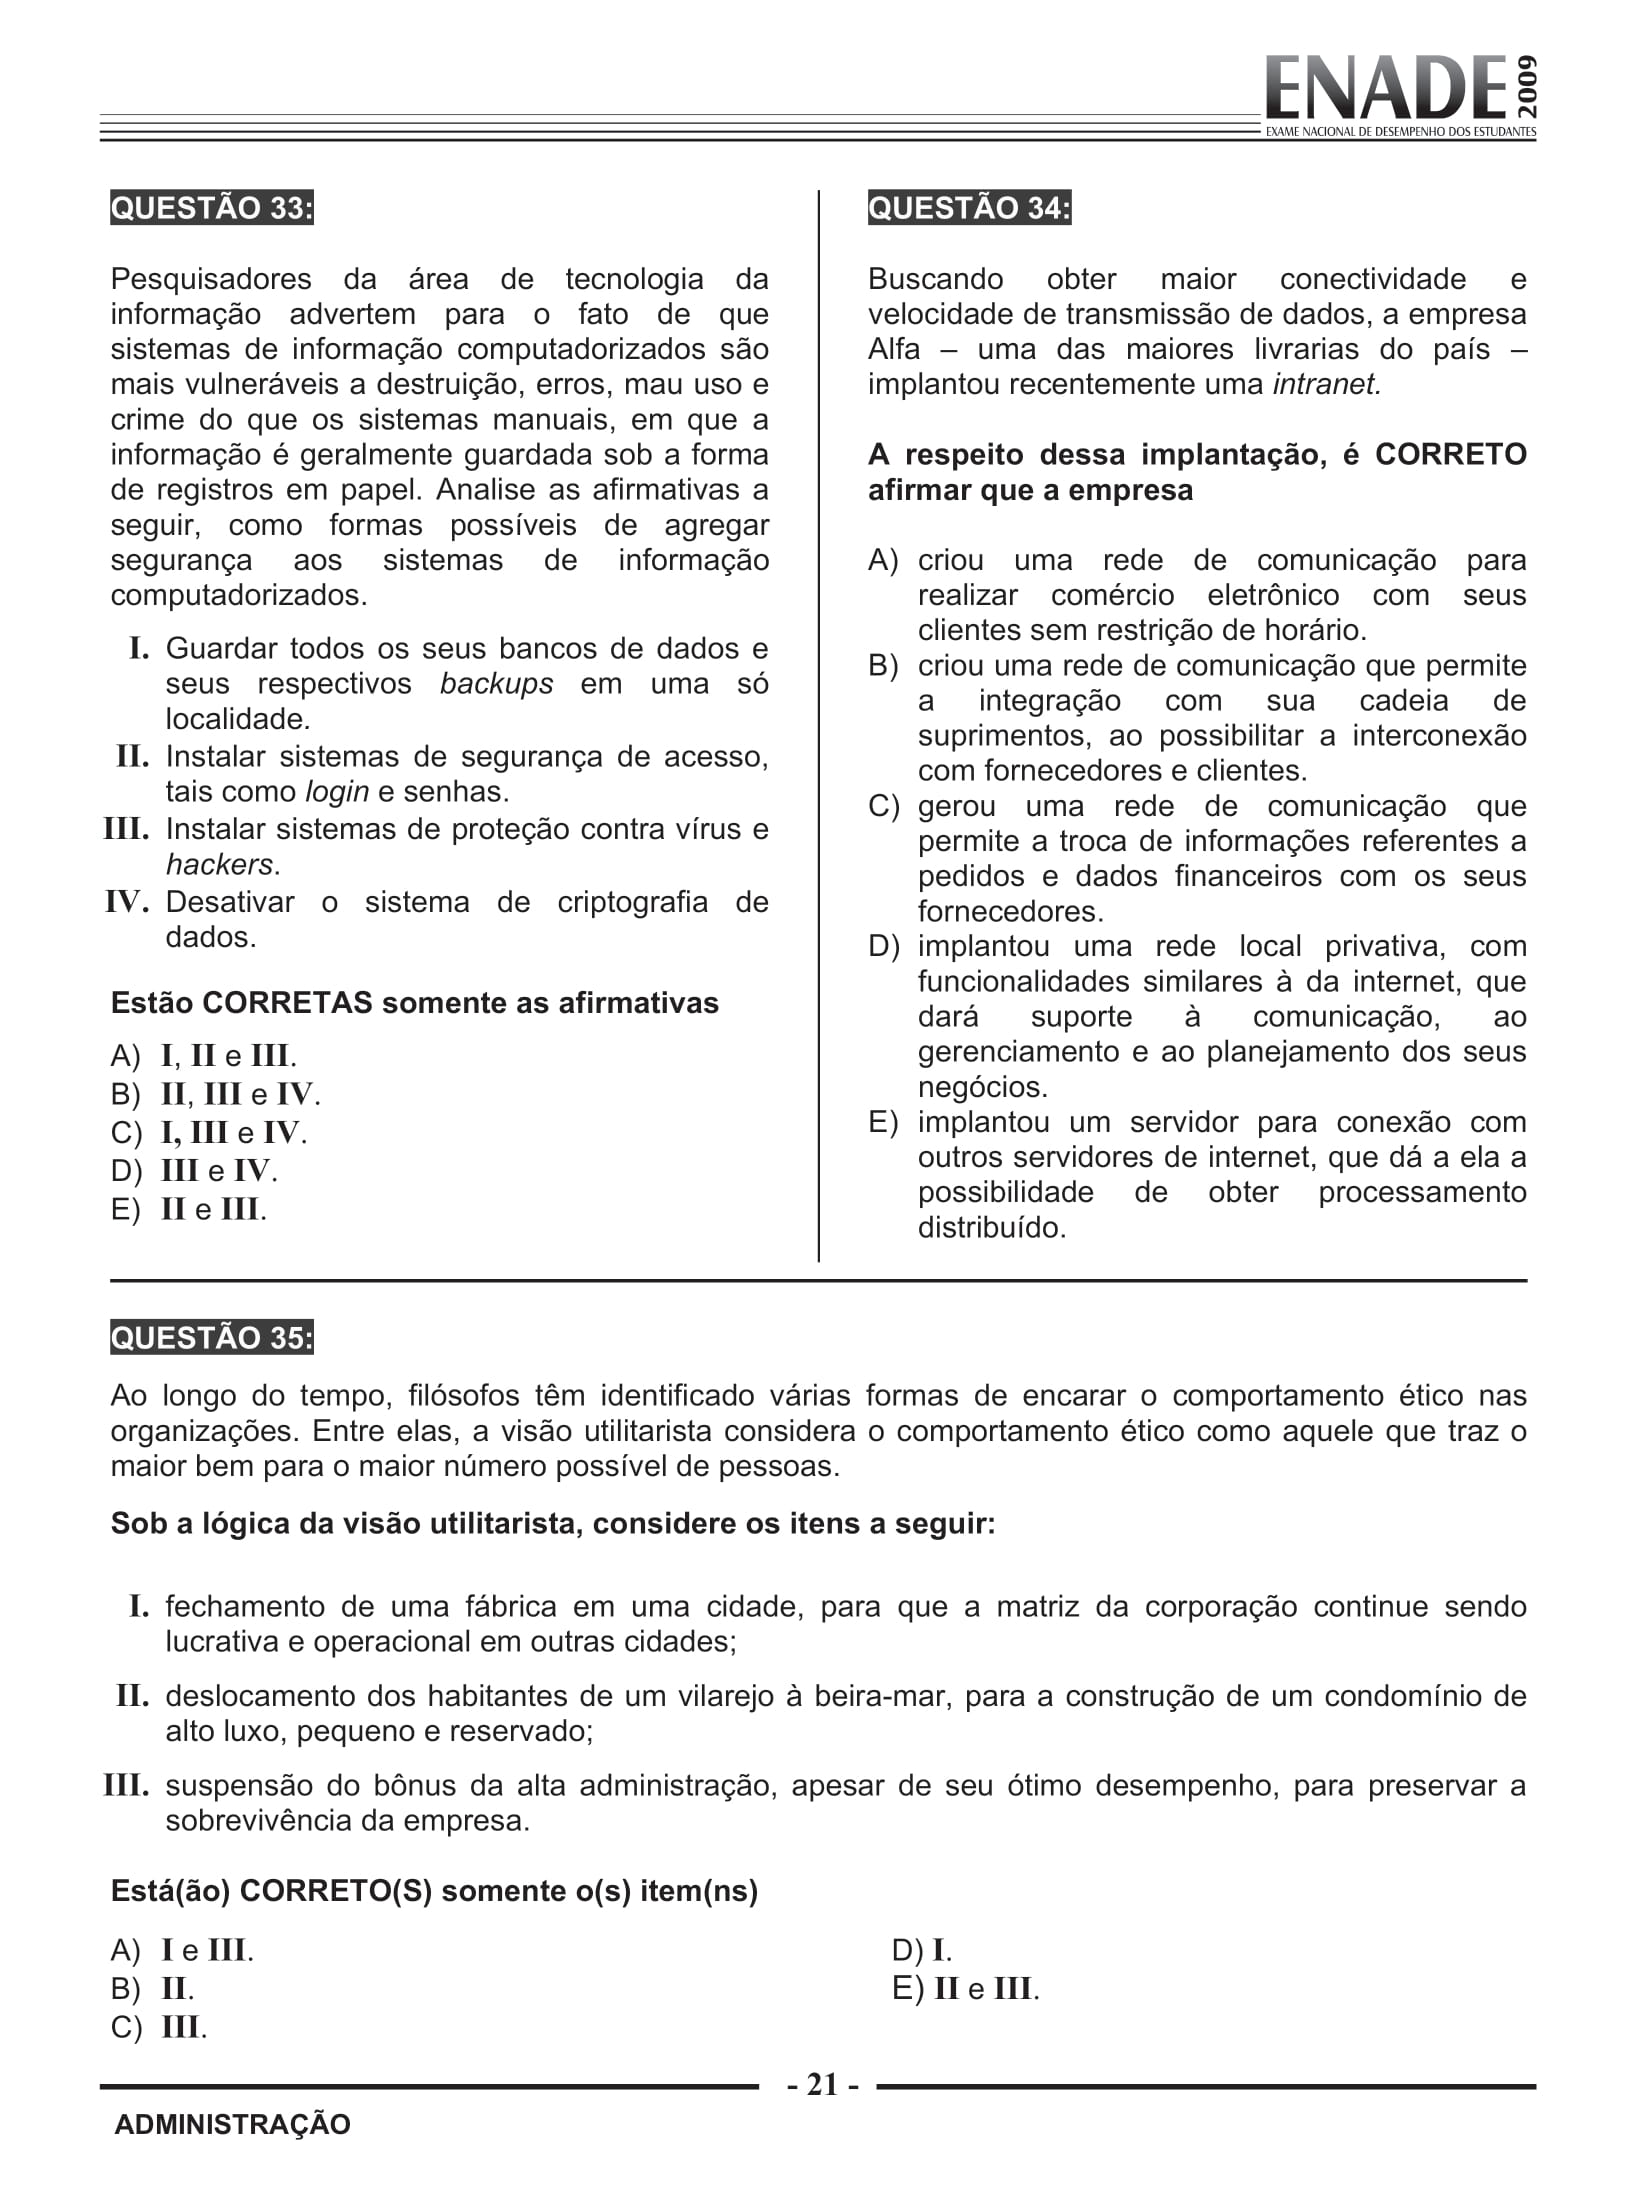 ENADE 2009
EXAME NACIONAL DE DESEMPENHO DOS ESTUDANTES
QUESTÃO 33:
Pesquisadores da área de tecnologia da
informação advertem para o fato de que
sistemas de informação computadorizados são
mais vulneráveis a destruição, erros, mau uso e
crime do que os sistemas manuais, em que a
informação é geralmente guardada sob a forma
de registros em papel. Analise as afirmativas a
seguir, como formas possíveis de agregar
segurança aos sistemas de informação
computadorizados.
I. Guardar todos os seus bancos de dados e
seus respectivos backups em uma só
localidade.
II. Instalar sistemas de segurança de acesso,
tais como login e senhas.
III. Instalar sistemas de proteção contra vírus e
hackers.
IV. Desativar o sistema de criptografia de
dados.
Estão CORRETAS somente as afirmativas
A) I, II e III.
B) II, III e IV.
C) I, III e IV.
D) III e IV.
E) II e III.
QUESTÃO 34:
Buscando obter maior conectividade e
velocidade de transmissão de dados, a empresa
Alfa – uma das maiores livrarias do país –
implantou recentemente uma intranet.
A respeito dessa implantação, é CORRETO
afirmar que a empresa
A) criou uma rede de comunicação para
realizar comércio eletrônico com seus
clientes sem restrição de horário.
B) criou uma rede de comunicação que permite
a integração com sua cadeia de
suprimentos, ao possibilitar a interconexão
com fornecedores e clientes.
C) gerou uma rede de comunicação que
permite a troca de informações referentes a
pedidos e dados financeiros com os seus
fornecedores.
D) implantou uma rede local privativa, com
funcionalidades similares à da internet, que
dará suporte à comunicação, ao
gerenciamento e ao planejamento dos seus
negócios.
E) implantou um servidor para conexão com
outros servidores de internet, que dá a ela a
possibilidade de obter processamento
distribuído.
QUESTÃO 35:
Ao longo do tempo, filósofos têm identificado várias formas de encarar o comportamento ético nas
organizações. Entre elas, a visão utilitarista considera o comportamento ético como aquele que traz o
maior bem para o maior número possível de pessoas.
Sob a lógica da visão utilitarista, considere os itens a seguir:
I. fechamento de uma fábrica em uma cidade, para que a matriz da corporação continue sendo
lucrativa e operacional em outras cidades;
II. deslocamento dos habitantes de um vilarejo à beira-mar, para a construção de um condomínio de
alto luxo, pequeno e reservado;
III. suspensão do bônus da alta administração, apesar de seu ótimo desempenho, para preservar a
sobrevivência da empresa.
Está(ão) CORRETO(S) somente o(s) item(ns)
A) I e III.
B) II.
C) III.
D) I.
E) II e III.
- 21 -
ADMINISTRAÇÃO